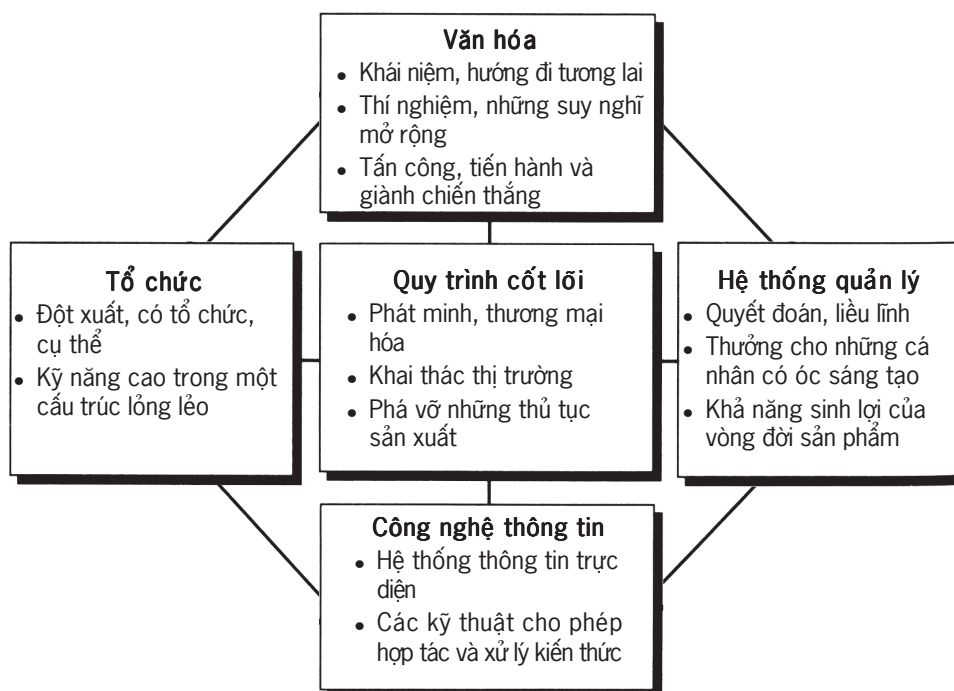 Văn hóa
• Khái niệm, hướng đi tương lai
• Thí nghiệm, những suy nghĩ
mở rộng
• Tấn công, tiến hành và
giành chiến thắng
Tổ chức
• Đột xuất, có tổ chức,
cụ thể
• Kỹ năng cao trong một
cấu trúc lỏng lẻo
Quy trình cốt lõi
• Phát minh, thương mại
hóa
• Khai thác thị trường
• Phá vỡ những thủ tục
sản xuất
Hệ thống quản lý
• Quyết đoán, liều lĩnh
• Thưởng cho những cá
nhân có óc sáng tạo
• Khả năng sinh lợi của
vòng đời sản phẩm
Công nghệ thông tin
• Hệ thống thông tin trực
diện
• Các kỹ thuật cho phép
hợp tác và xử lý kiến thức